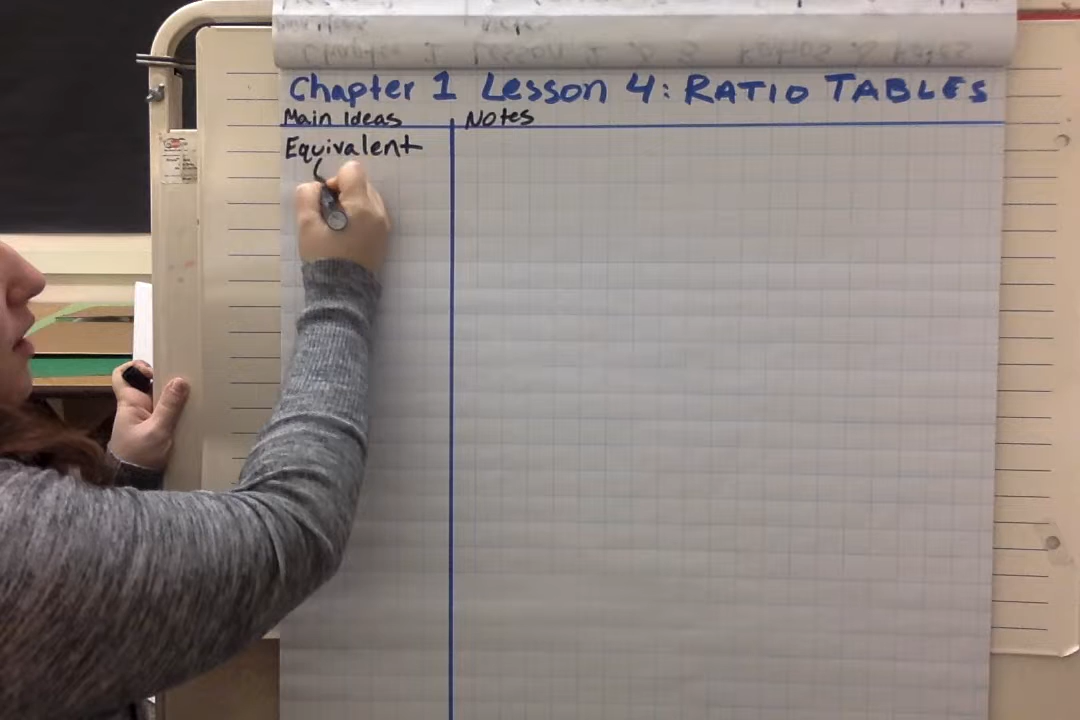 Chapter 1 Lesson 4: RATIO TABLES
Main Ideas Notes
Equivalent